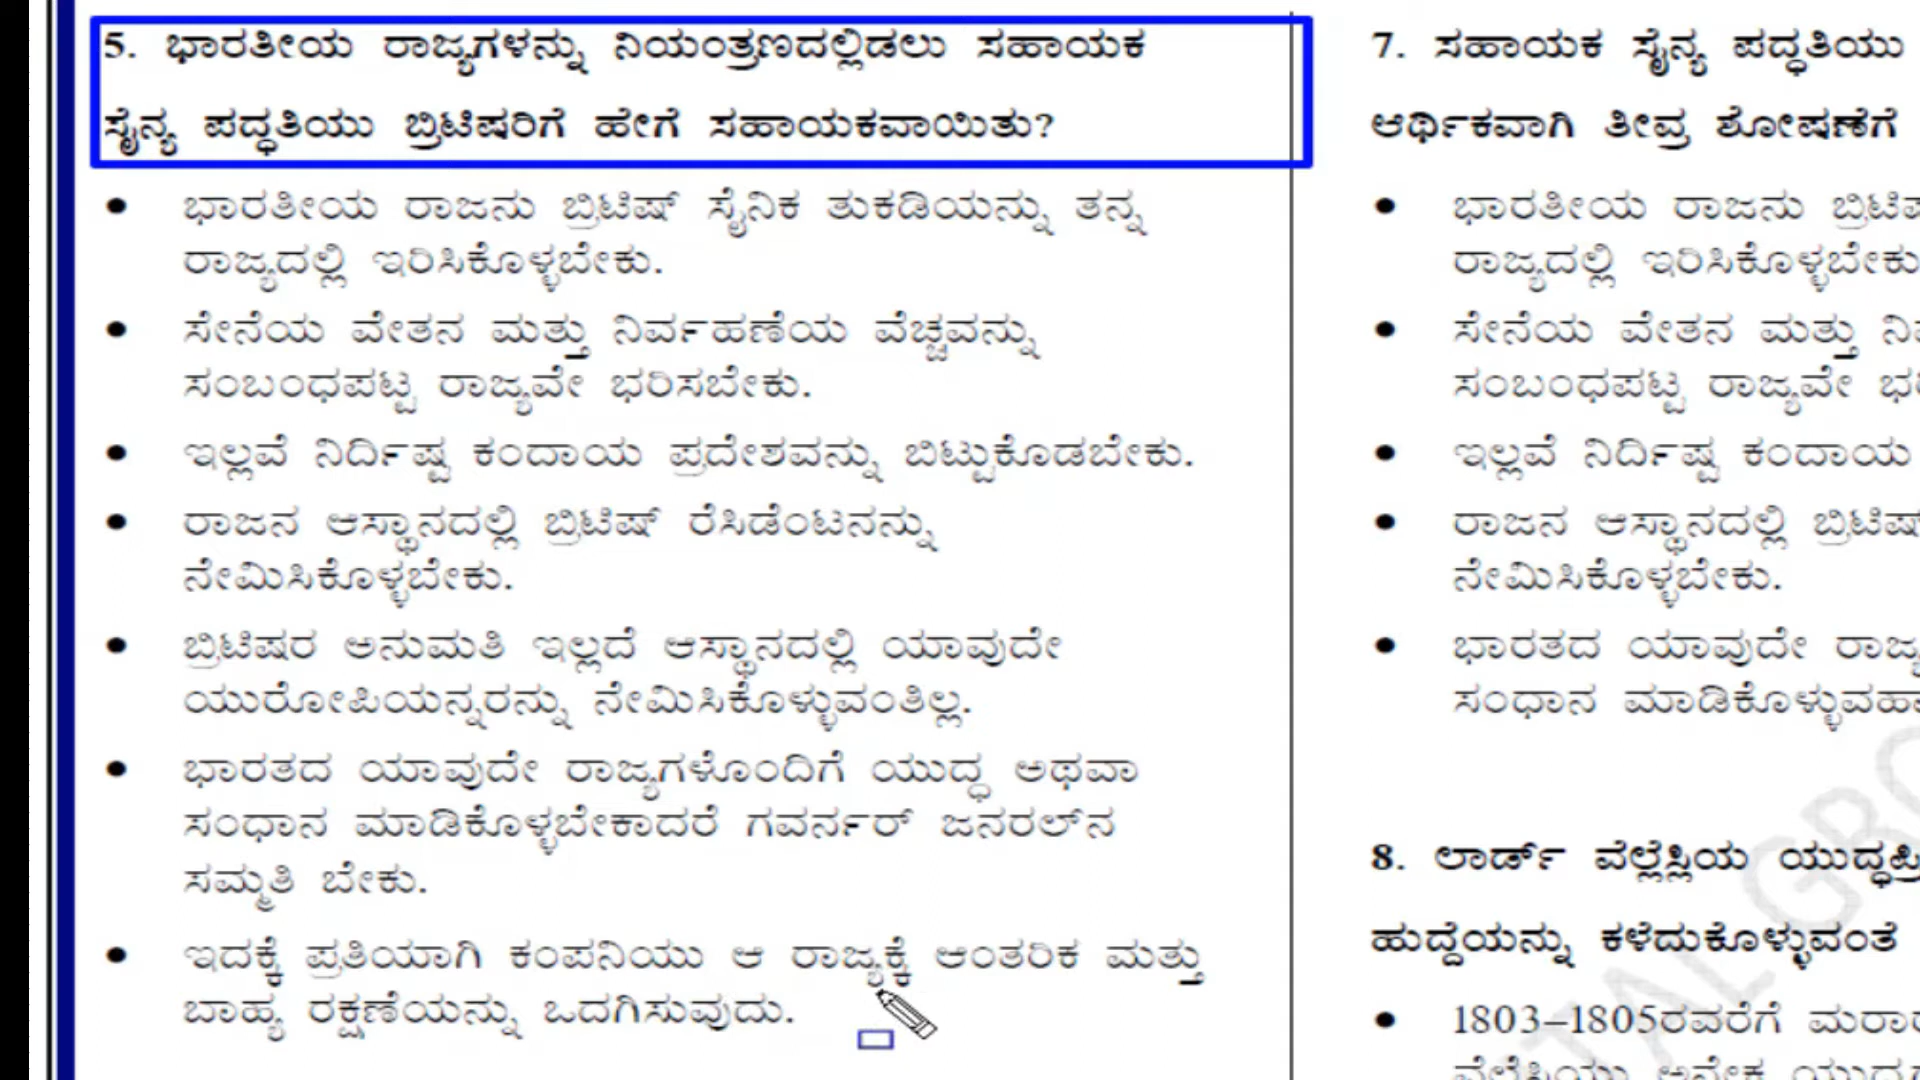 5. ಭಾರತೀಯ ರಾಜ್ಯಗಳನ್ನು ನಿಯಂತ್ರಣದಲ್ಲಿಡಲು ಸಹಾಯಕ
ಸೈನ್ಯ ಪದ್ಧತಿಯು ಬ್ರಿಟಿಷರಿಗೆ ಹೇಗೆ ಸಹಾಯಕವಾಯಿತು?
● ಭಾರತೀಯ ರಾಜನು ಬ್ರಿಟಿಷ್ ಸೈನಿಕ ತುಕಡಿಯನ್ನು ತನ್ನ
ರಾಜ್ಯದಲ್ಲಿ ಇರಿಸಿಕೊಳ್ಳಬೇಕು.
● ಸೇನೆಯ ವೇತನ ಮತ್ತು ನಿರ್ವಹಣೆಯ ವೆಚ್ಚವನ್ನು
ಸಂಬಂಧಪಟ್ಟ ರಾಜ್ಯವೇ ಭರಿಸಬೇಕು.
● ಇಲ್ಲವೆ ನಿರ್ದಿಷ್ಟ ಕಂದಾಯ ಪ್ರದೇಶವನ್ನು ಬಿಟ್ಟುಕೊಡಬೇಕು.
● ರಾಜನ ಆಸ್ಥಾನದಲ್ಲಿ ಬ್ರಿಟಿಷ್ ರೆಸಿಡೆಂಟನನ್ನು
ನೇಮಿಸಿಕೊಳ್ಳಬೇಕು.
● ಬ್ರಿಟಿಷರ ಅನುಮತಿ ಇಲ್ಲದೆ ಆಸ್ಥಾನದಲ್ಲಿ ಯಾವುದೇ
ಯುರೋಪಿಯನ್ನರನ್ನು ನೇಮಿಸಿಕೊಳ್ಳುವಂತಿಲ್ಲ.
● ಭಾರತದ ಯಾವುದೇ ರಾಜ್ಯಗಳೊಂದಿಗೆ ಯುದ್ಧ ಅಥವಾ
ಸಂಧಾನ ಮಾಡಿಕೊಳ್ಳಬೇಕಾದರೆ ಗವರ್ನರ್ ಜನರಲ್‌ನ
ಸಮ್ಮತಿ ಬೇಕು.
● ಇದಕ್ಕೆ ಪ್ರತಿಯಾಗಿ ಕಂಪನಿಯು ಆ ರಾಜ್ಯಕ್ಕೆ ಆಂತರಿಕ ಮತ್ತು
ಬಾಹ್ಯ ರಕ್ಷಣೆಯನ್ನು ಒದಗಿಸುವುದು.
7. ಸಹಾಯಕ ಸೈನ್ಯ ಪದ್ಧತಿಯು
ಆರ್ಥಿಕವಾಗಿ ತೀವ್ರ ಶೋಷಣೆಗೆ
● ಭಾರತೀಯ ರಾಜನು
ರಾಜ್ಯದಲ್ಲಿ ಇರಿಸಿಕೊಳ್ಳಬೇಕು
● ಸೇನೆಯ ವೇತನ ಮತ್ತು
ಸಂಬಂಧಪಟ್ಟ ರಾಜ್ಯವೇ
● ಇಲ್ಲವೆ ನಿರ್ದಿಷ್ಟ ಕಂದಾಯ
● ರಾಜನ ಆಸ್ಥಾನದಲ್ಲಿ ಬ್ರಿಟಿಷ್
ನೇಮಿಸಿಕೊಳ್ಳಬೇಕು.
● ಭಾರತದ ಯಾವುದೇ
ಸಂಧಾನ
8. ಲಾರ್ಡ್ ವೆಲ್ಲೆಸ್ಲಿಯ
ಹುದ್ದೆಯನ್ನು ಕಳೆದುಕೊಳ್ಳುವಂತೆ
● 1803–1805ರವರೆಗೆ